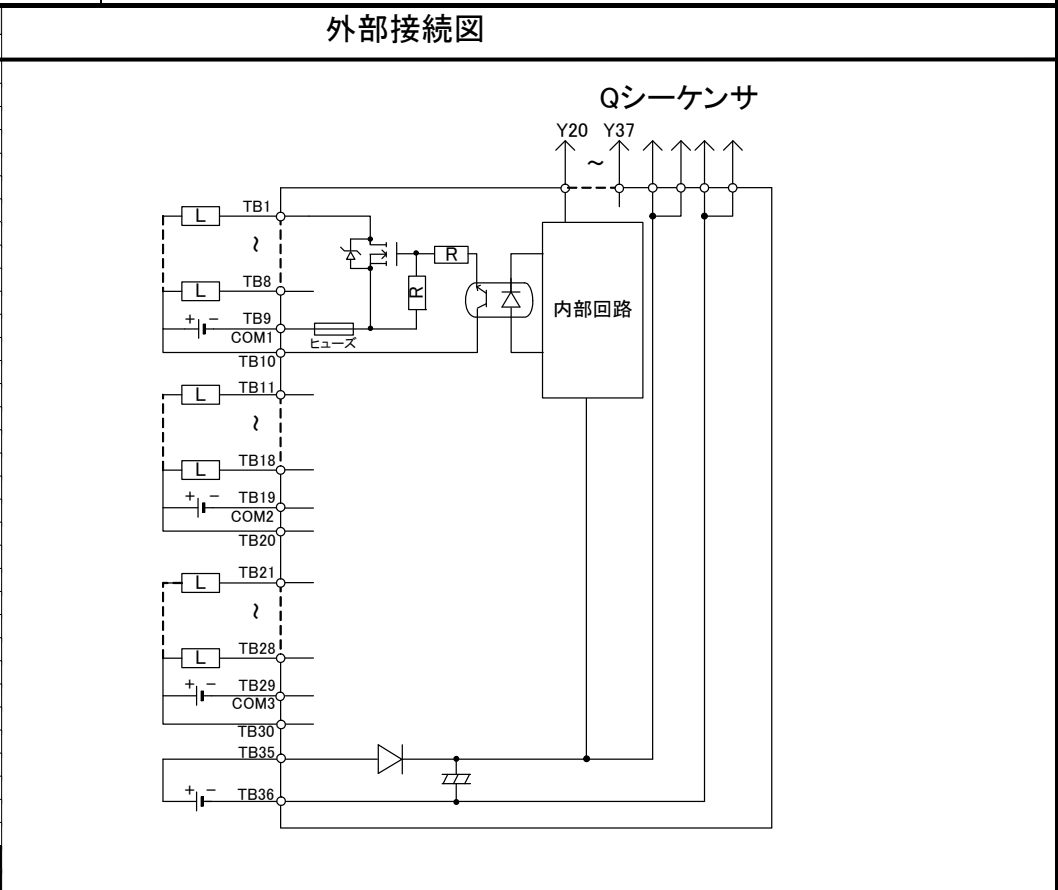 外部接続図
Qシーケンサ
Y20 Y37
~
L TB1
~
R
R
L TB8
内部回路
+ − TB9
COM1
ヒューズ
TB10
L TB11
~
L TB18
+ − TB19
COM2
TB20
L TB21
~
L TB28
+ − TB29
COM3
TB30
TB35
+ − TB36